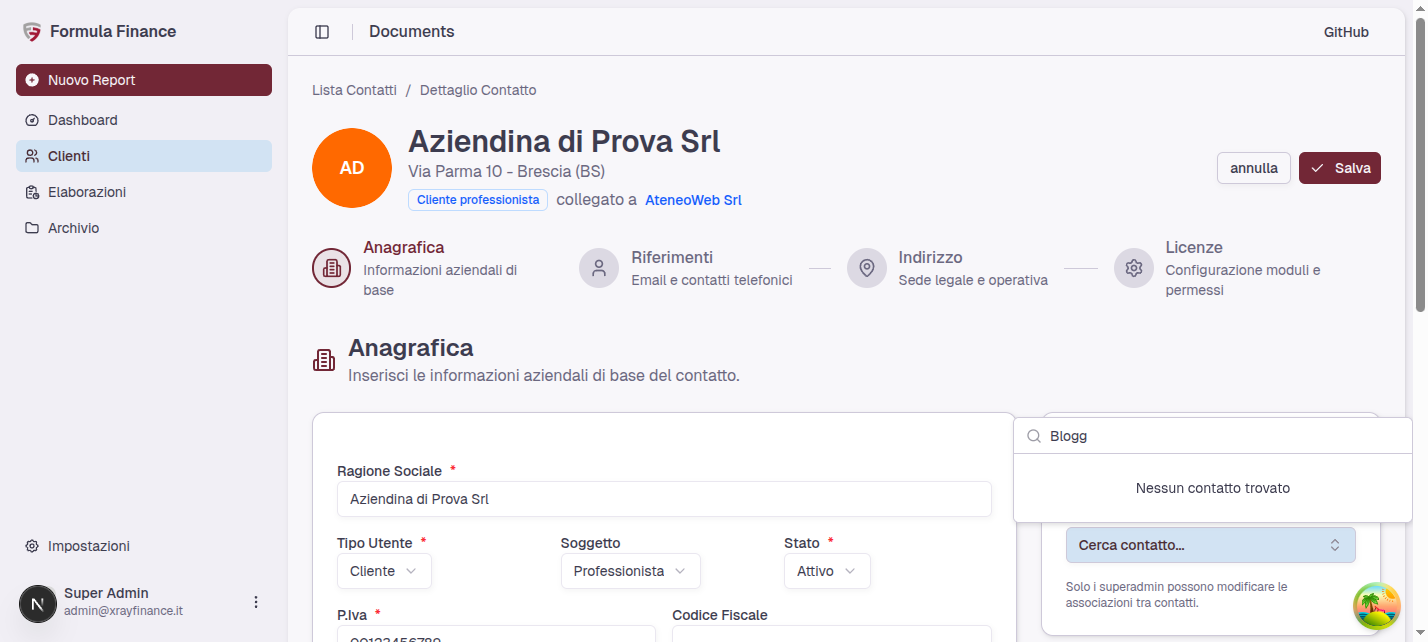 Formula Finance
Nuovo Report
Dashboard
Clienti
Elaborazioni
Archivio
Impostazioni
N
Super Admin
admin@xrayfinance.it
Documents
GitHub
Lista Contatti / Dettaglio Contatto
AD
Aziendina di Prova Srl
Via Parma 10 - Brescia (BS)
Cliente professionista collegato a AteneoWeb Srl
annulla
Salva
Anagrafica
Informazioni aziendali di
base
Riferimenti
Email e contatti telefonici
Indirizzo
Sede legale e operativa
Licenze
Configurazione moduli e
permessi
Anagrafica
Inserisci le informazioni aziendali di base del contatto.
Ragione Sociale *
Aziendina di Prova Srl
Tipo Utente *
Cliente
Soggetto
Professionista
Stato *
Attivo
P.Iva *
Codice Fiscale
00123456789
Blogg
Nessun contatto trovato
Cerca contatto...
Solo i superadmin possono modificare le
associazioni tra contatti.